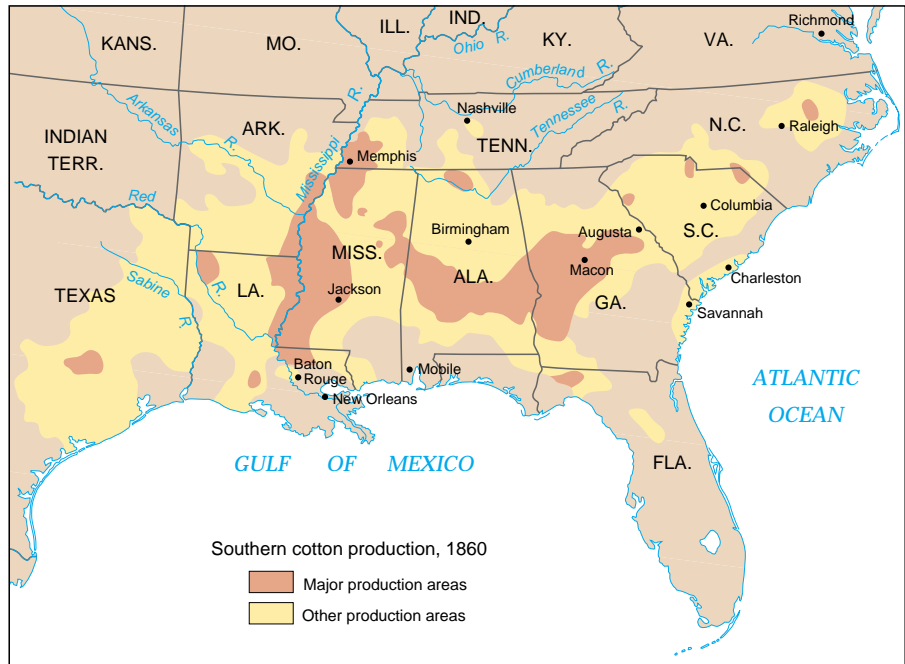 Richmond
KANS.
MO.
ILL.
IND.
Ohio R.
KY.
VA.
Cumberland R.
Arkansas R.
Mississippi R.
Nashville
Tennessee R.
TENN.
N.C.
Raleigh
INDIAN
TERR.
ARK.
Memphis
Red R.
Columbia
S.C.
Birmingham
Augusta
MISS.
ALA.
Macon
GA.
Charleston
TEXAS
Sabine R.
LA.
Jackson
Savannah
Baton
Rouge
Mobile
New Orleans
ATLANTIC
OCEAN
GULF OF MEXICO
FLA.
Southern cotton production, 1860
Major production areas
Other production areas